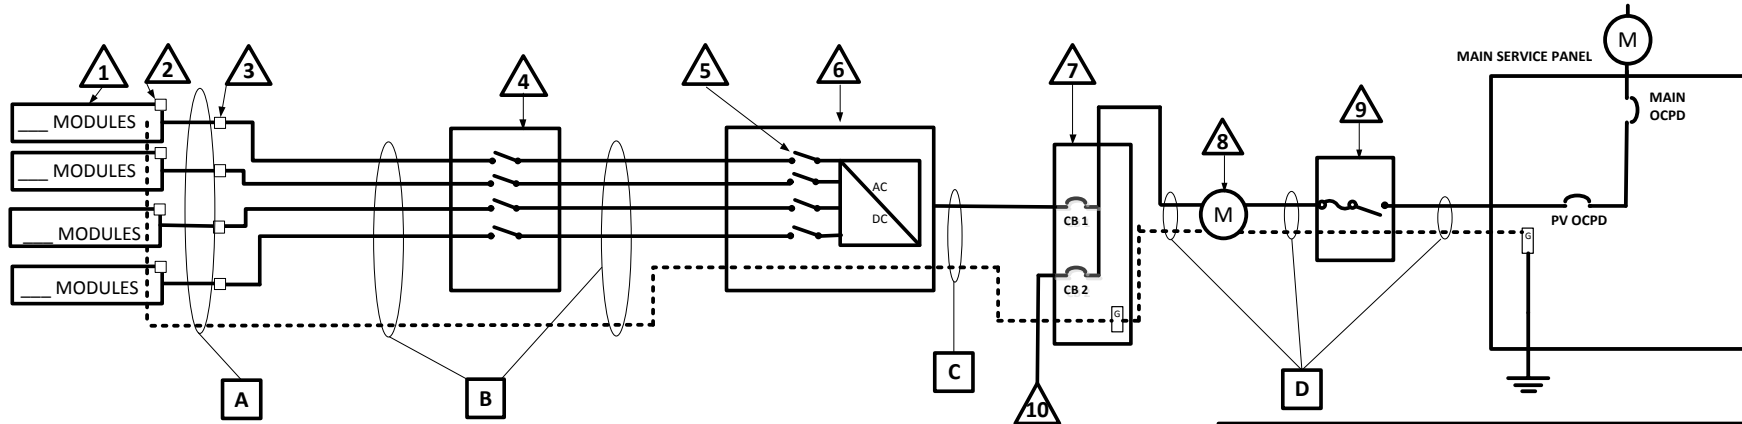 1
2
3
4
5
6
7
8
9
M
MAIN SERVICE PANEL
MAIN
OCPD
___ MODULES
___ MODULES
___ MODULES
___ MODULES
AC
DC
CB 1
CB 2
G
M
PV OCPD
G
A
B
C
D
10